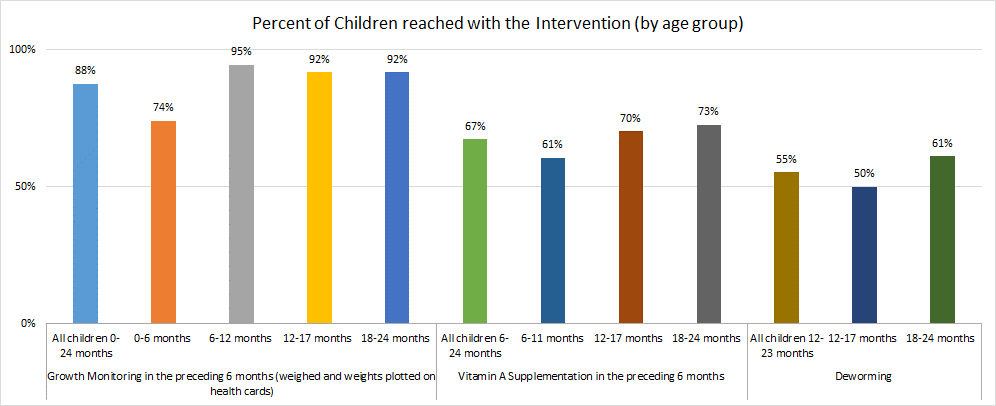 Percent of Children reached with the Intervention (by age group)
100%
50%
0%
88%
74%
95%
92%
92%
67%
61%
70%
73%
55%
50%
61%
All children 0-
24 months
0-6 months
6-12 months
12-17 months
18-24 months
All children 6-
24 months
6-11 months
12-17 months
18-24 months
All children 12-
23 months
12-17 months
18-24 months
Growth Monitoring in the preceding 6 months (weighed and weights plotted on
health cards)
Vitamin A Supplementation in the preceding 6 months
Deworming